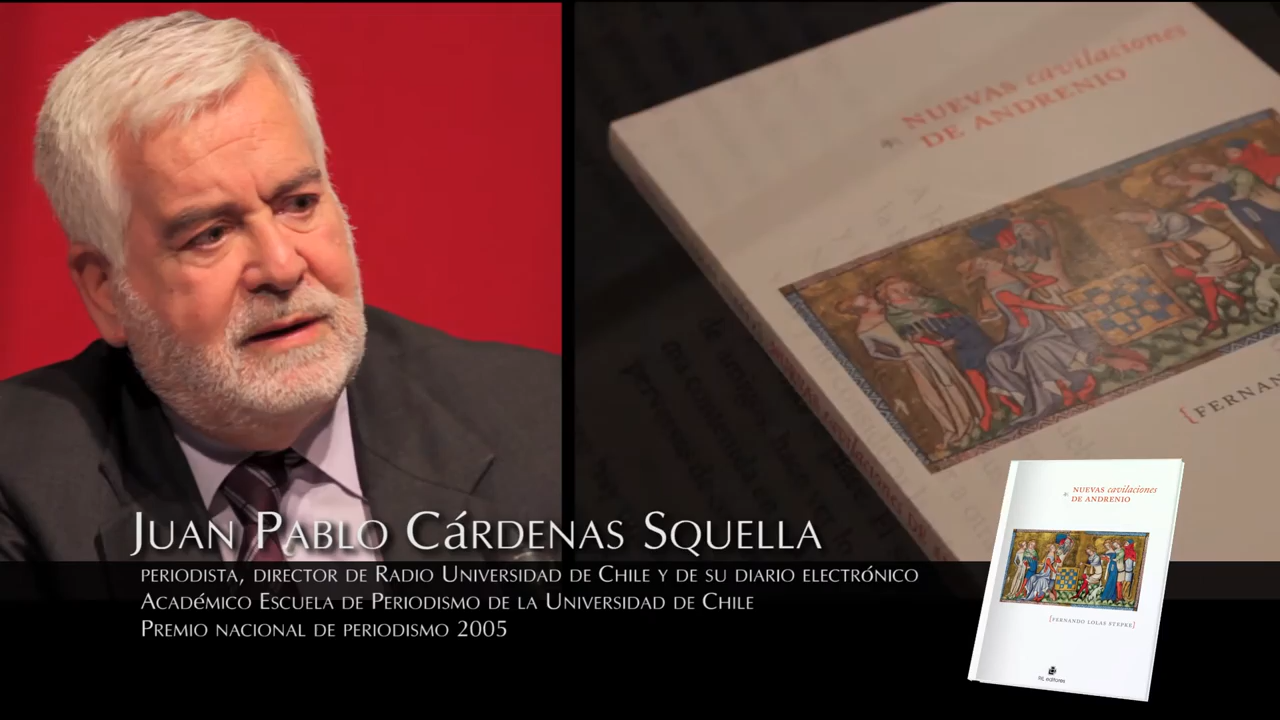 NUEVAS cavilaciones
DE ANDRENIO
[FERNAN
JUAN PABLO CÁRDENAS SQUELLA
PERIODISTA, DIRECTOR DE RADIO UNIVERSIDAD DE CHILE Y DE SU DIARIO ELECTRÓNICO
ACADÉMICO ESCUELA DE PERIODISMO DE LA UNIVERSIDAD DE CHILE
PREMIO NACIONAL DE PERIODISMO 2005
NUEVAS cavilaciones
DE ANDRENIO
[FERNANDO LOLAS STEPKE]
RIL editores